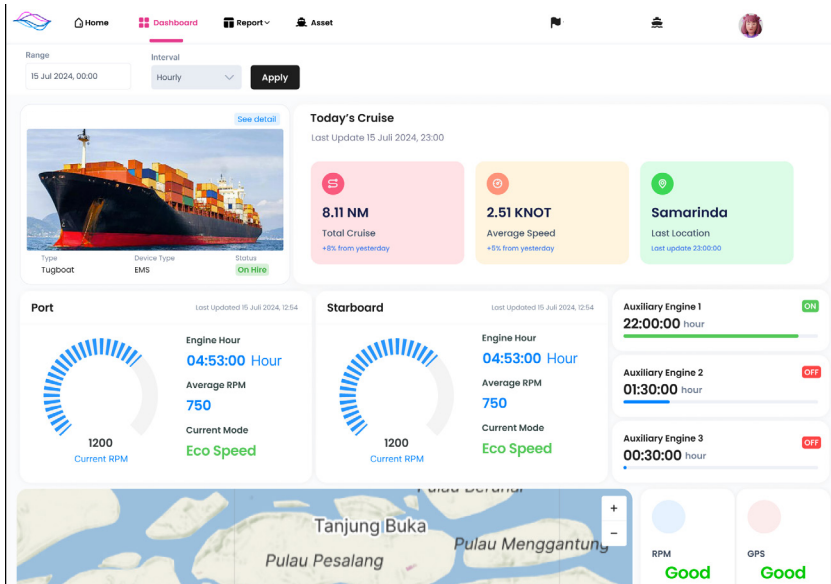 Home
Dashboard
Report
Asset
Range
Interval
15 Jul 2024, 00:00
Hourly
Apply
See detail
Type
Device Type
Status
Tugboat
EMS
On Hire
Today's Cruise
Last Update 15 Juli 2024, 23:00
8.11 NM
Total Cruise
+8% from yesterday
2.51 KNOT
Average Speed
+5% from yesterday
Samarinda
Last Location
Last update 23:00:00
Port
Last Updated 15 Juli 2024, 12:54
Engine Hour
04:53:00 Hour
Average RPM
750
Current Mode
Eco Speed
1200
Current RPM
Starboard
Last Updated 15 Juli 2024, 12:54
Engine Hour
04:53:00 Hour
Average RPM
750
Current Mode
Eco Speed
1200
Current RPM
Auxiliary Engine 1
ON
22:00:00 hour
Auxiliary Engine 2
OFF
01:30:00 hour
Auxiliary Engine 3
OFF
00:30:00 hour
Tanjung Buka
Pulau Menggantung
Pulau Pesalang
+
−
RPM
Good
GPS
Good